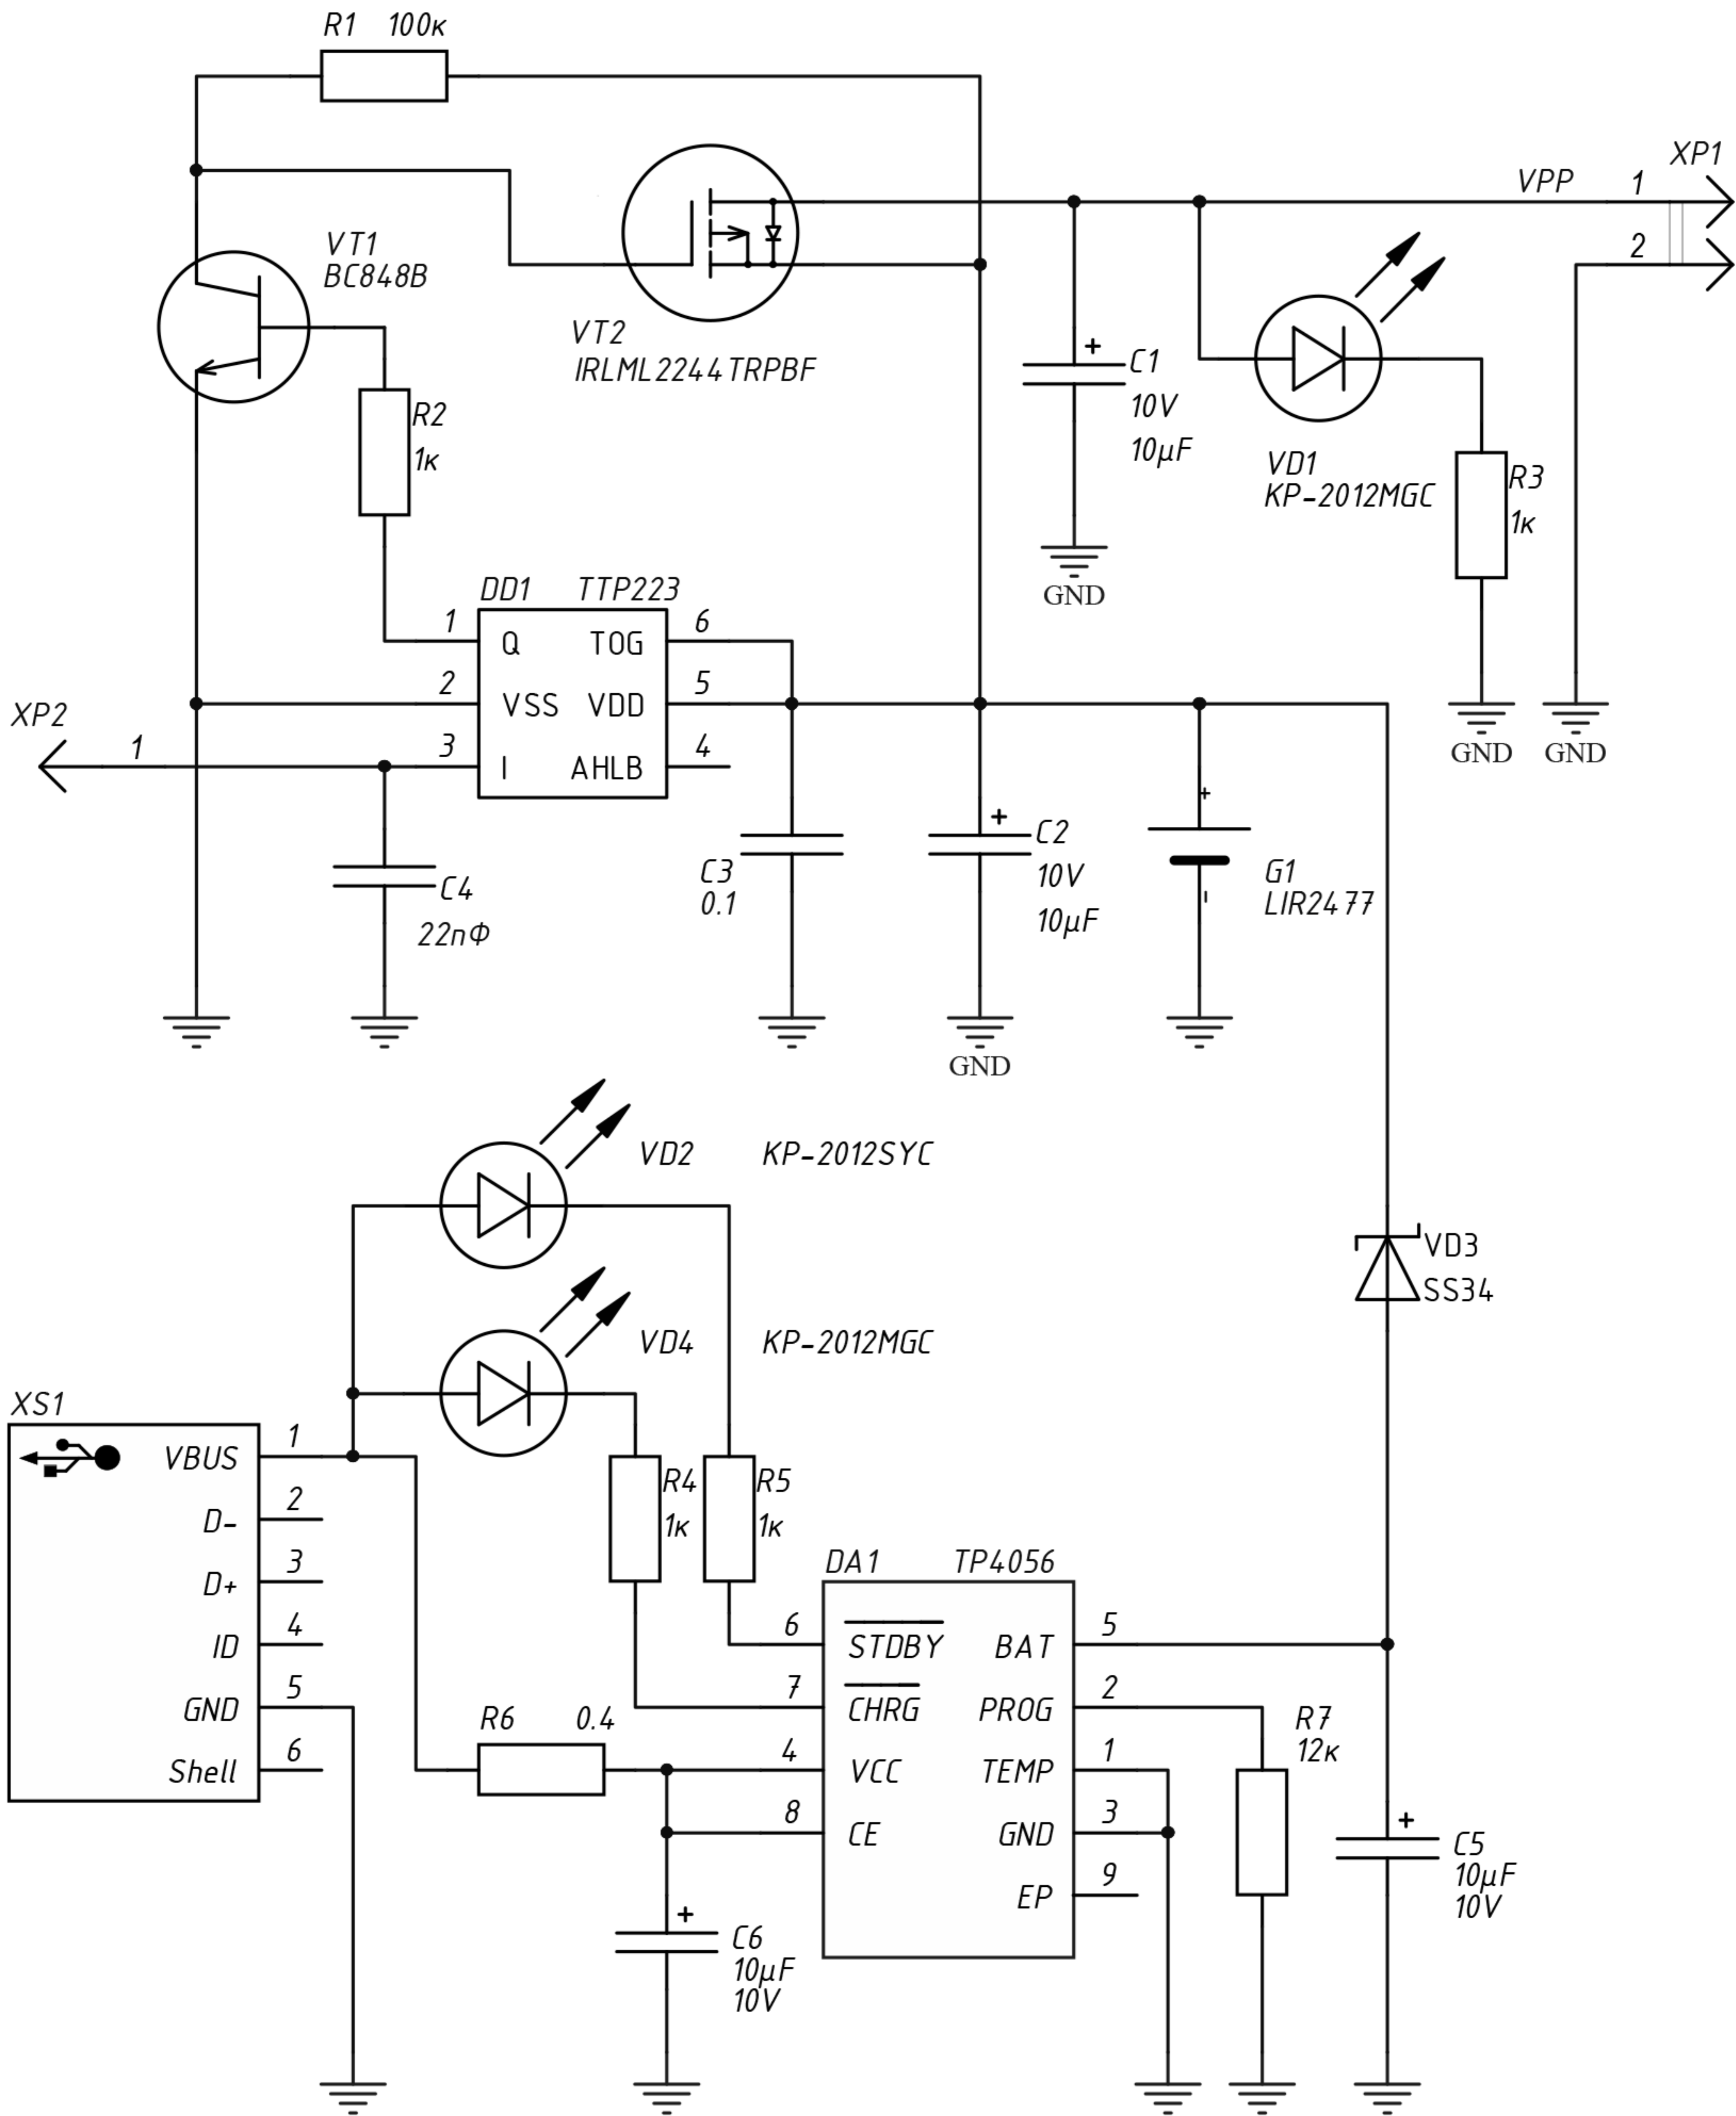 R1 100к
XP1
VPP 1
2
VT1
BC848B
VT2
IRLML2244TRPBF
+
C1
10V
10µF
VD1
KP-2012MGC
R2
1к
R3
1к
GND
DD1 TTP223
1 Q TOG 6
2 VSS VDD 5
3 I AHLB 4
XP2
1
GND
GND
C4
22пФ
C3
0.1
+
C2
10V
10µF
GND
+
-
G1
LIR2477
VD2 KP-2012SYC
VD4 KP-2012MGC
VD3
SS34
XS1
VBUS 1
D- 2
D+ 3
ID 4
GND 5
Shell 6
R4
1к
R5
1к
DA1 TP4056
6 STDBY BAT 5
7 CHRG PROG 2
4 VCC TEMP 1
8 CE GND 3
EP 9
R6 0.4
R7
12к
+
C6
10µF
10V
+
C5
10µF
10V